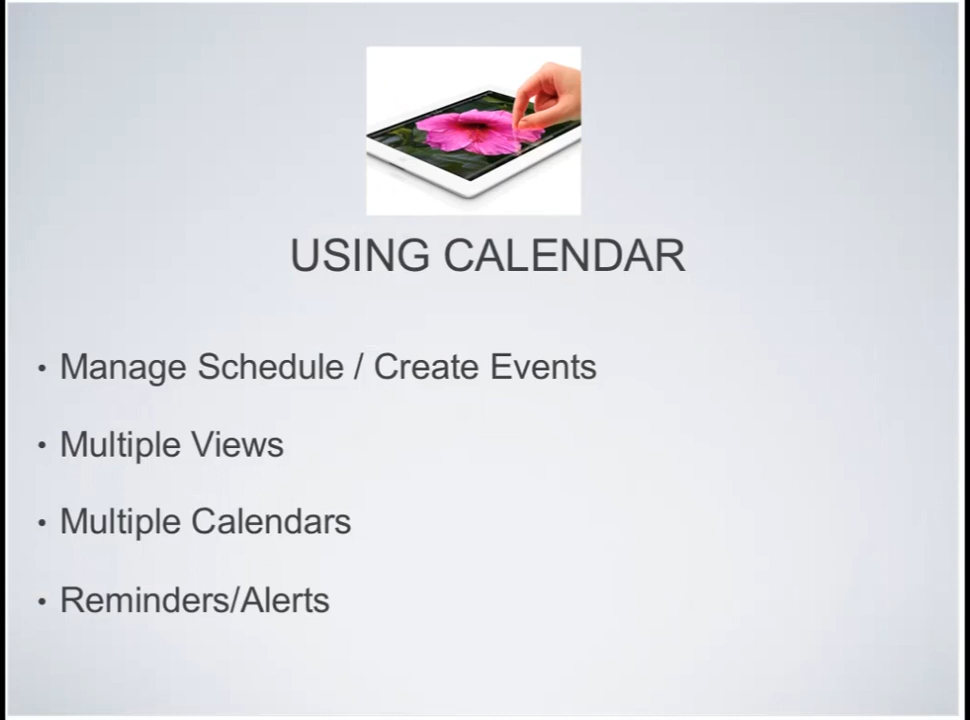 USING CALENDAR
• Manage Schedule / Create Events
• Multiple Views
• Multiple Calendars
• Reminders/Alerts